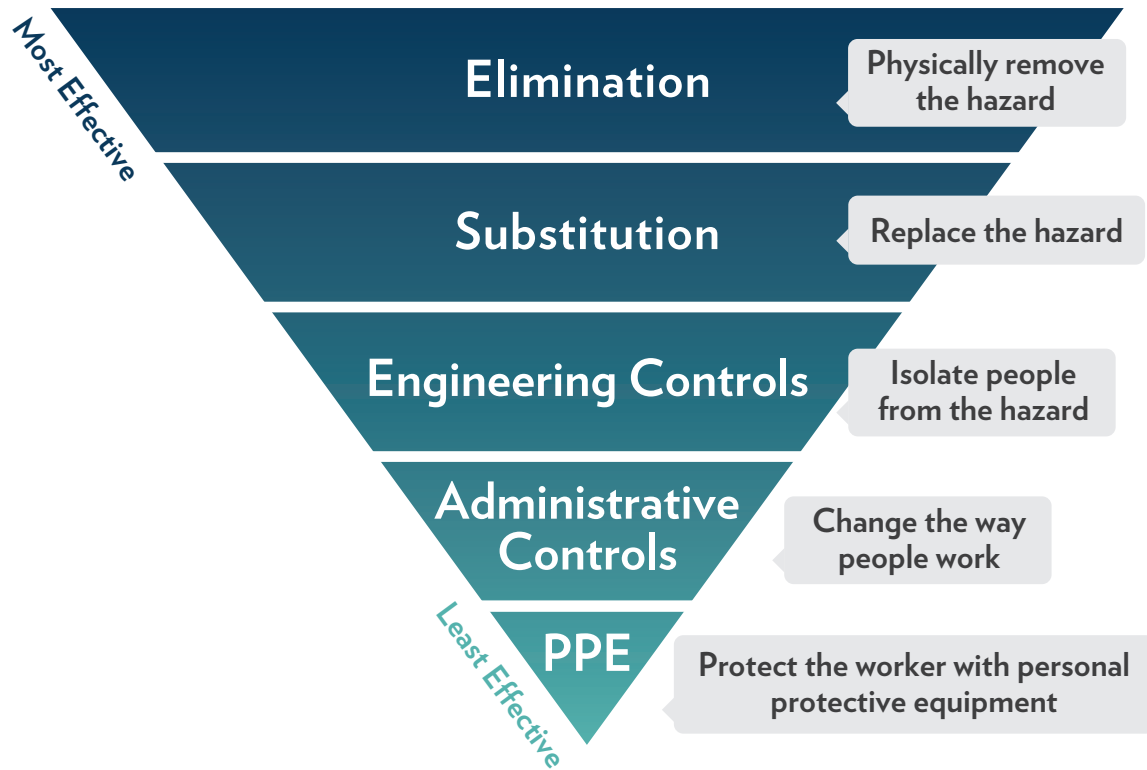 Most Effective
Elimination
Physically remove
the hazard
Substitution
Replace the hazard
Engineering Controls
Isolate people
from the hazard
Administrative
Controls
Change the way
people work
Least Effective
PPE
Protect the worker with personal
protective equipment